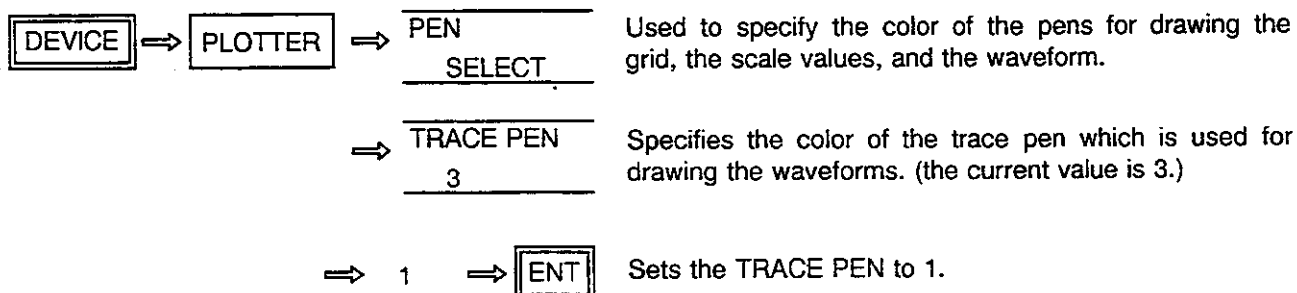 DEVICE ⇒ PLOTTER ⇒ PEN SELECT
Used to specify the color of the pens for drawing the
grid, the scale values, and the waveform.
⇒ TRACE PEN 3
Specifies the color of the trace pen which is used for
drawing the waveforms. (the current value is 3.)
⇒ 1 ⇒ ENT Sets the TRACE PEN to 1.